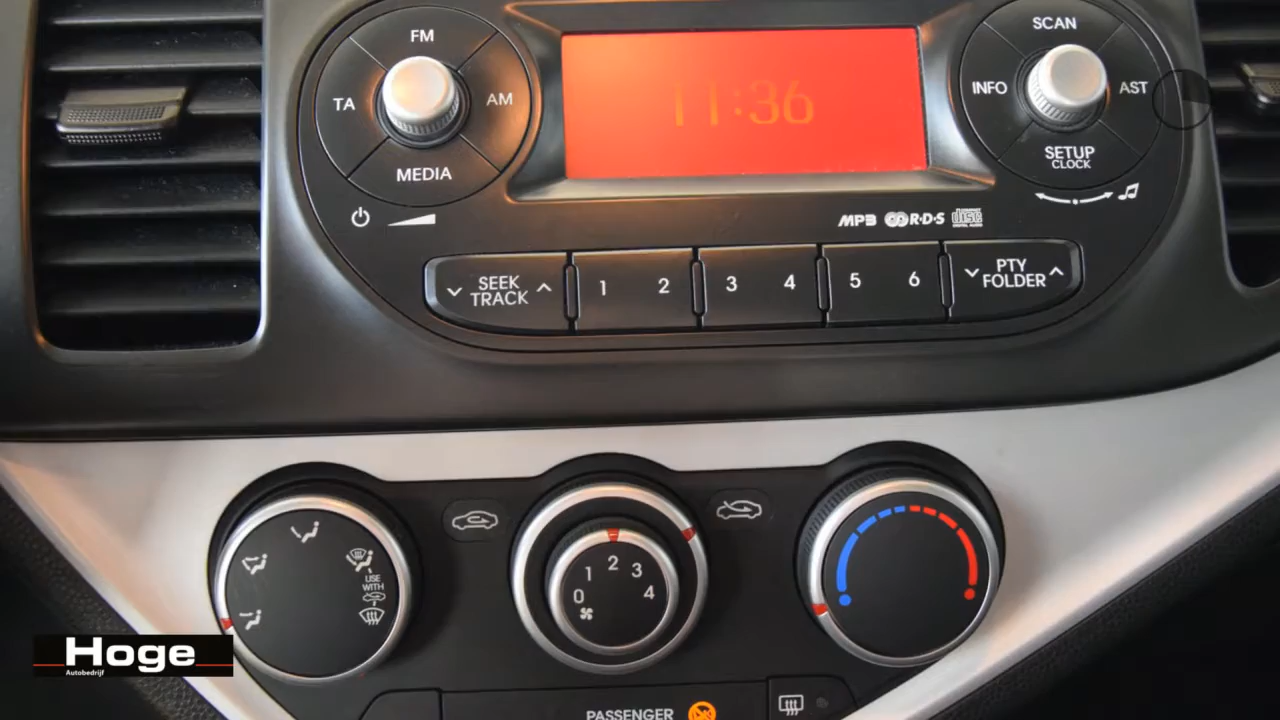 FM
SCAN
TA
AM
11:36
INFO
AST
MEDIA
SETUP
CLOCK
MP3 R·D·S
SEEK
TRACK
1 2
3 4
5 6
PTY
FOLDER
USE
WITH
0 1 2 3 4
Hoge
Autobedrijf
PASSENGER